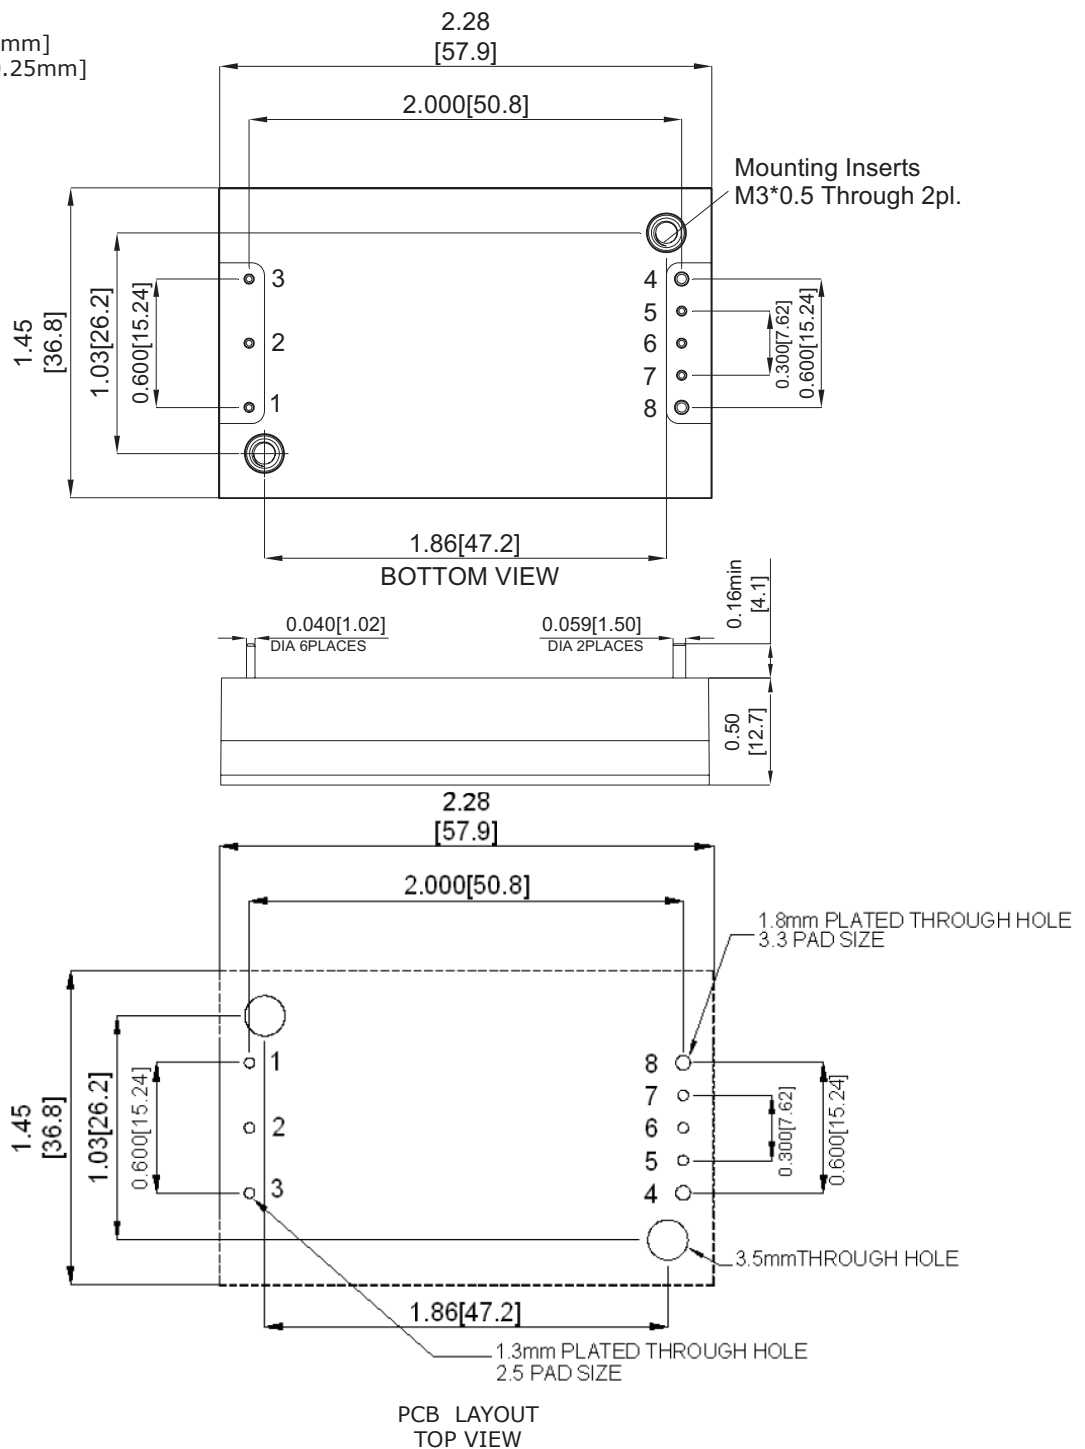 mm]
.25mm]
2.28
[57.9]
2.000[50.8]
Mounting Inserts
M3*0.5 Through 2pl.
1.45
[36.8]
1.03[26.2]
0.600[15.24]
3
2
1
4
5
6
7
8
0.300[7.62]
0.600[15.24]
1.86[47.2]
BOTTOM VIEW
0.040[1.02]
DIA 6PLACES
0.059[1.50]
DIA 2PLACES
0.16min
[4.1]
0.50
[12.7]
2.28
[57.9]
2.000[50.8]
1.8mm PLATED THROUGH HOLE
3.3 PAD SIZE
1.45
[36.8]
1.03[26.2]
0.600[15.24]
1
2
3
8
7
6
5
4
0.300[7.62]
0.600[15.24]
3.5mmTHROUGH HOLE
1.86[47.2]
1.3mm PLATED THROUGH HOLE
2.5 PAD SIZE
PCB LAYOUT
TOP VIEW